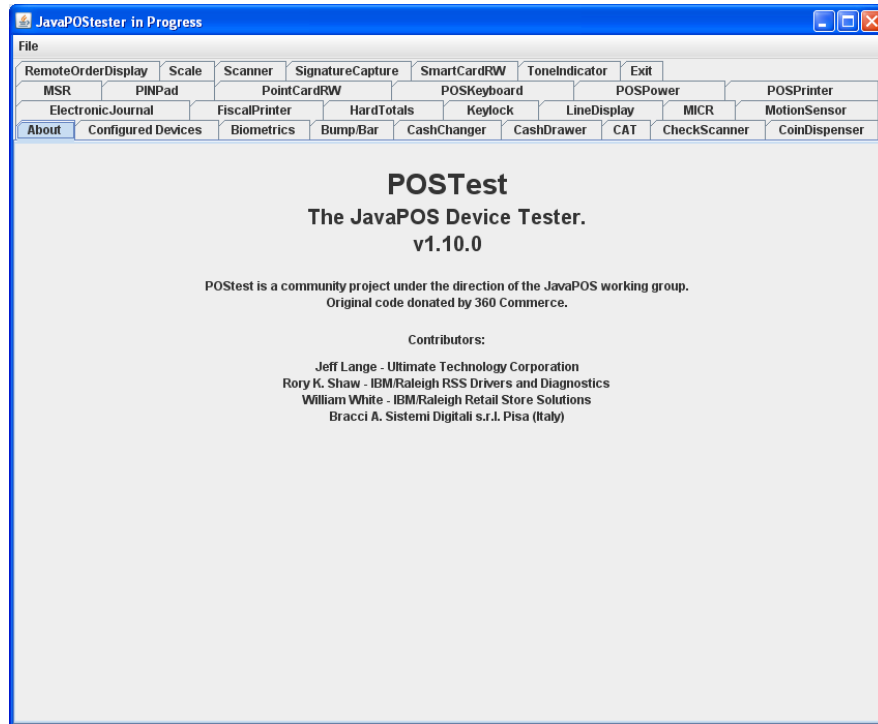 JavaPOStester in Progress
File
RemoteOrderDisplay Scale Scanner SignatureCapture SmartCardRW ToneIndicator Exit
MSR PINPad PointCardRW POSKeyboard POSPower POSPrinter
ElectronicJournal FiscalPrinter HardTotals Keylock LineDisplay MICR MotionSensor
About Configured Devices Biometrics Bump/Bar CashChanger CashDrawer CAT CheckScanner CoinDispenser
POSTest
The JavaPOS Device Tester.
v1.10.0
POStest is a community project under the direction of the JavaPOS working group.
Original code donated by 360 Commerce.
Contributors:
Jeff Lange - Ultimate Technology Corporation
Rory K. Shaw - IBM/Raleigh RSS Drivers and Diagnostics
William White - IBM/Raleigh Retail Store Solutions
Bracci A. Sistemi Digitali s.r.l. Pisa (Italy)